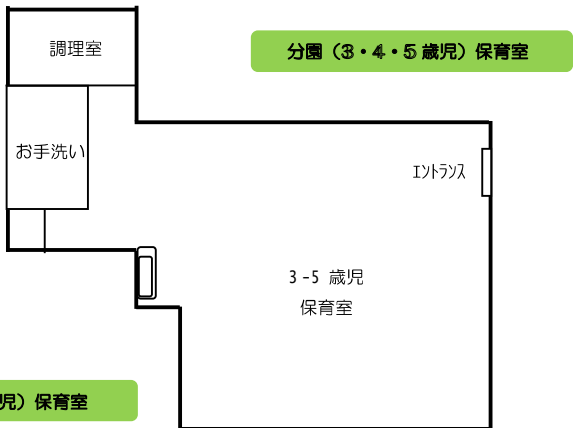 調理室
分園（3・4・5 歳児）保育室
お手洗い
エントランス
3-5 歳児
保育室
児）保育室